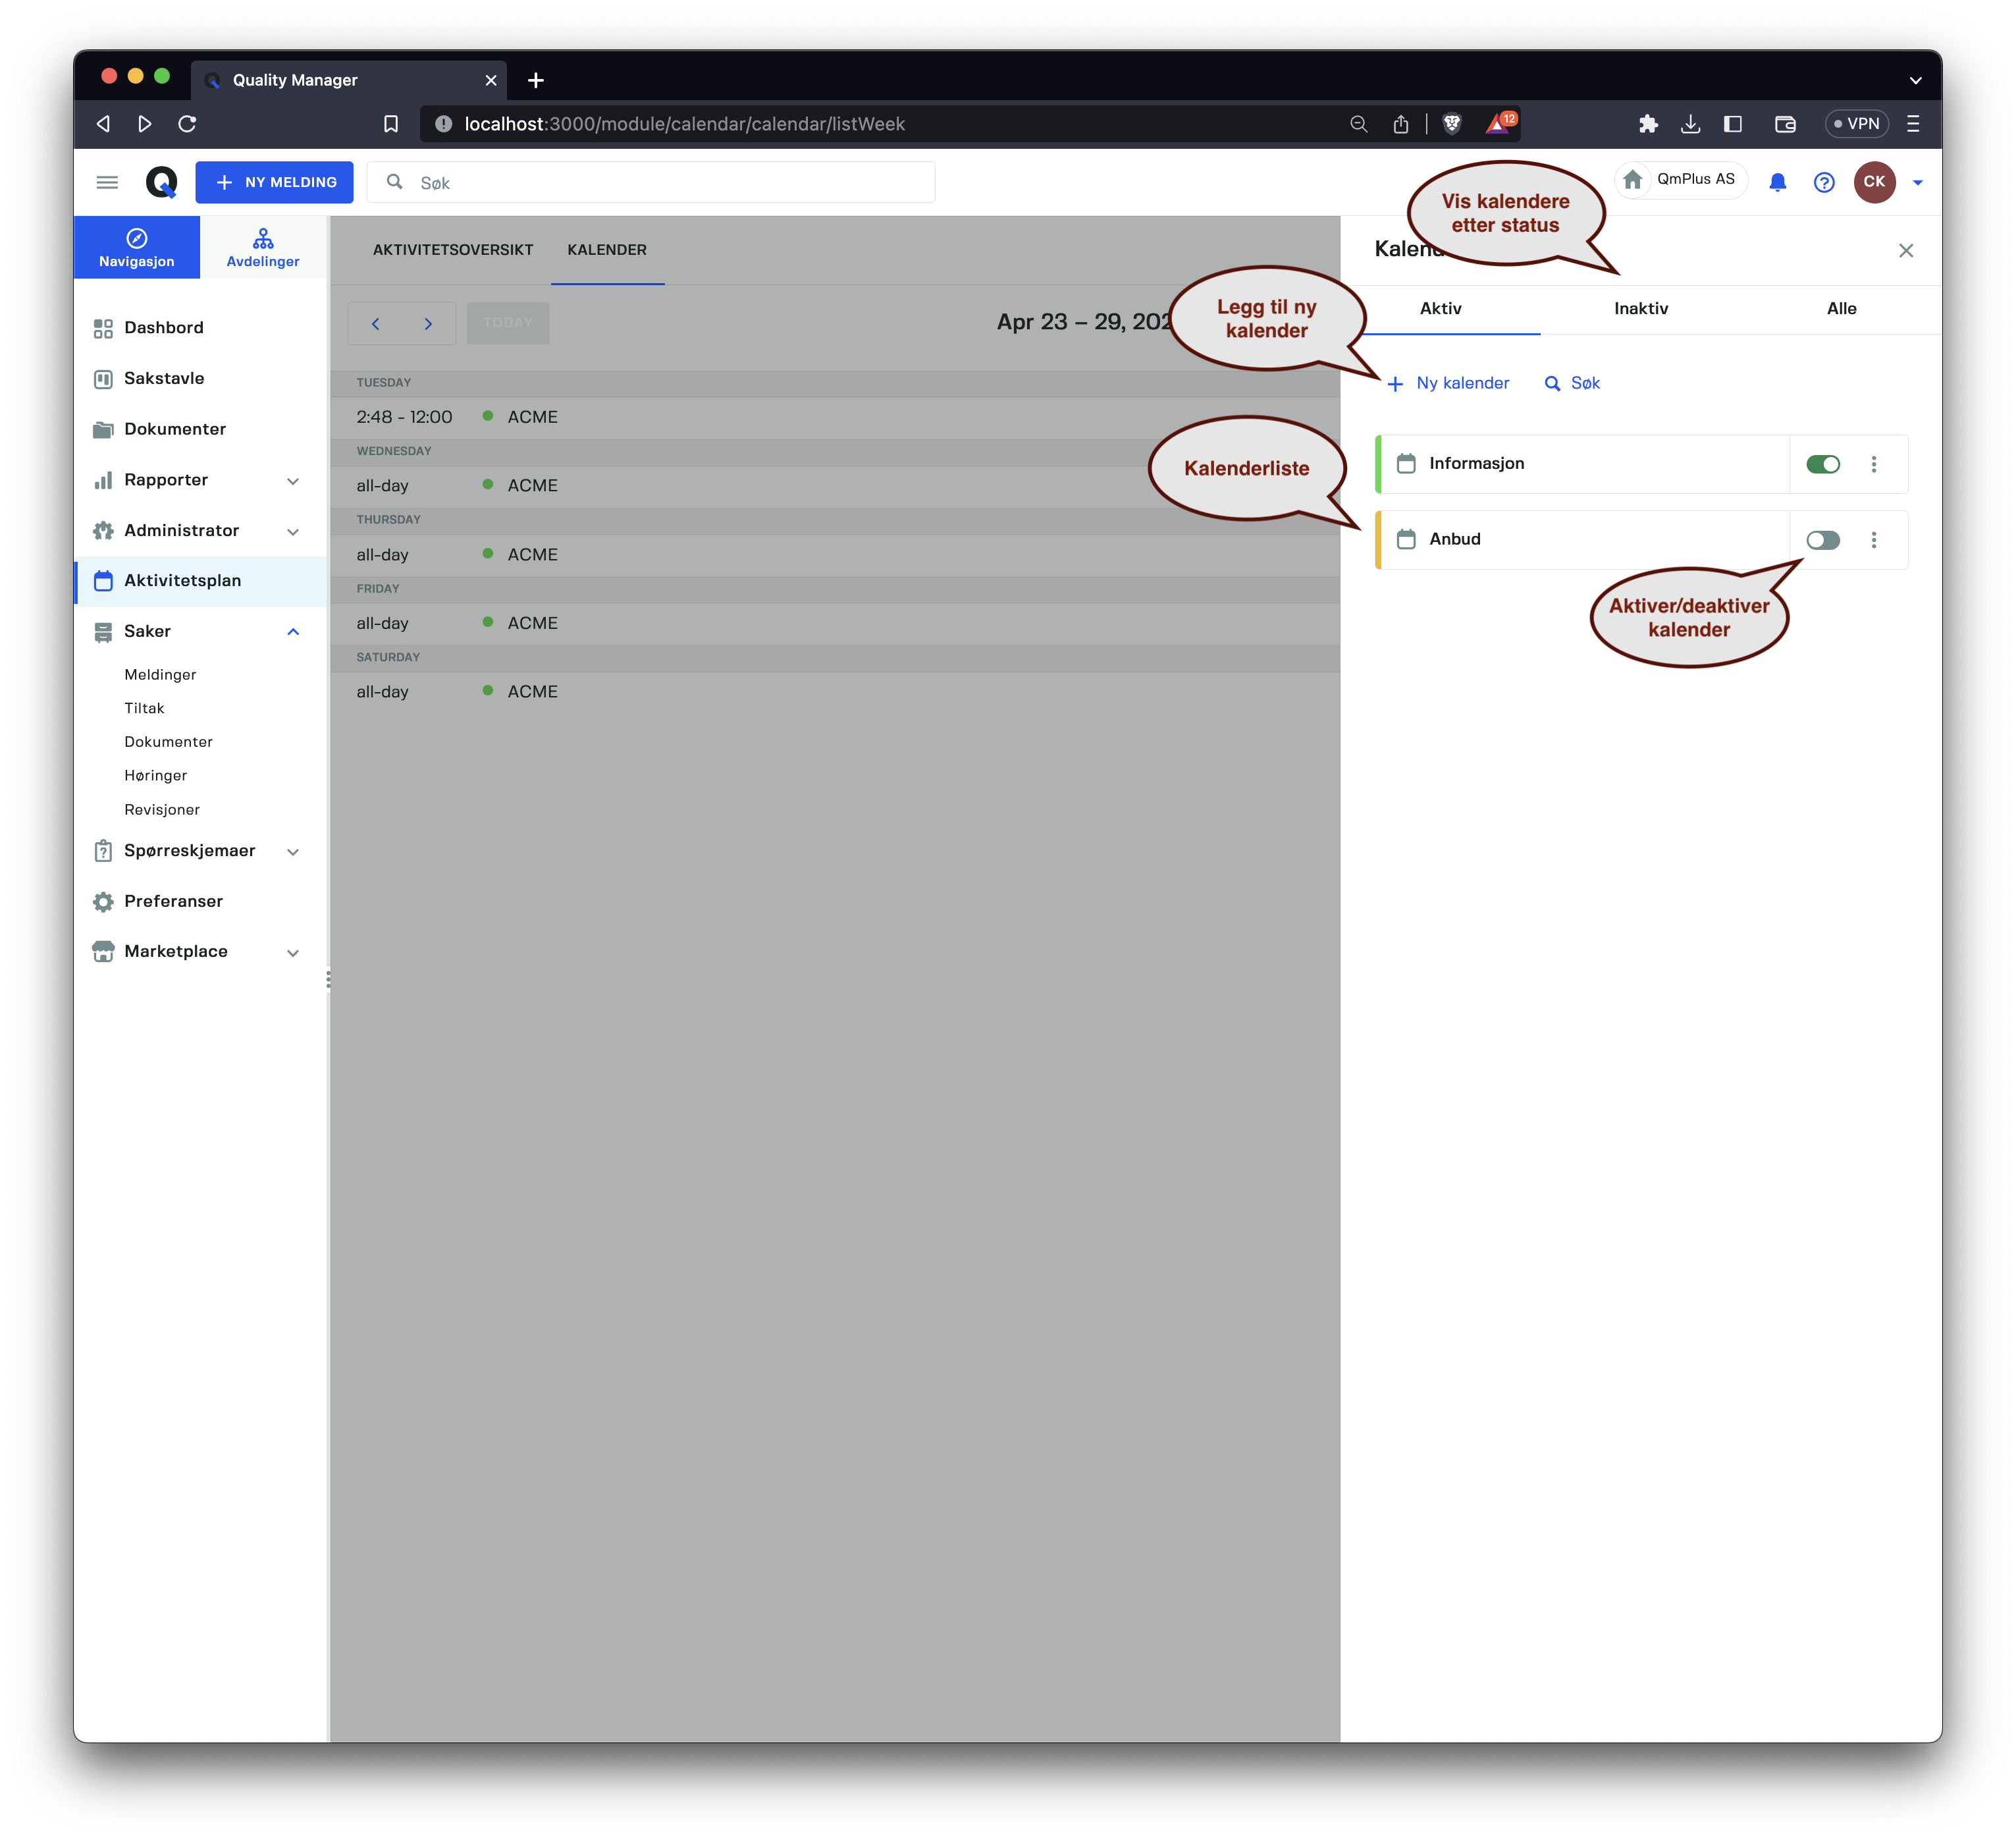 Quality Manager
localhost:3000/module/calendar/calendar/listWeek
12
VPN
NY MELDING
Søk
QmPlus AS
CK
Navigasjon
Avdelinger
Dashbord
Sakstavle
Dokumenter
Rapporter
Administrator
Aktivitetsplan
Saker
Meldinger
Tiltak
Dokumenter
Høringer
Revisjoner
Spørreskjemaer
Preferanser
Marketplace
AKTIVITETSOVERSIKT
KALENDER
TODAY
Apr 23 – 29,
TUESDAY
2:48 - 12:00 ACME
WEDNESDAY
all-day ACME
THURSDAY
all-day ACME
FRIDAY
all-day ACME
SATURDAY
all-day ACME
Vis kalendere
etter status
Aktiv
Inaktiv
Alle
Legg til ny
kalender
Ny kalender
Søk
Kalenderliste
Informasjon
Anbud
Aktiver/deaktiver
kalender